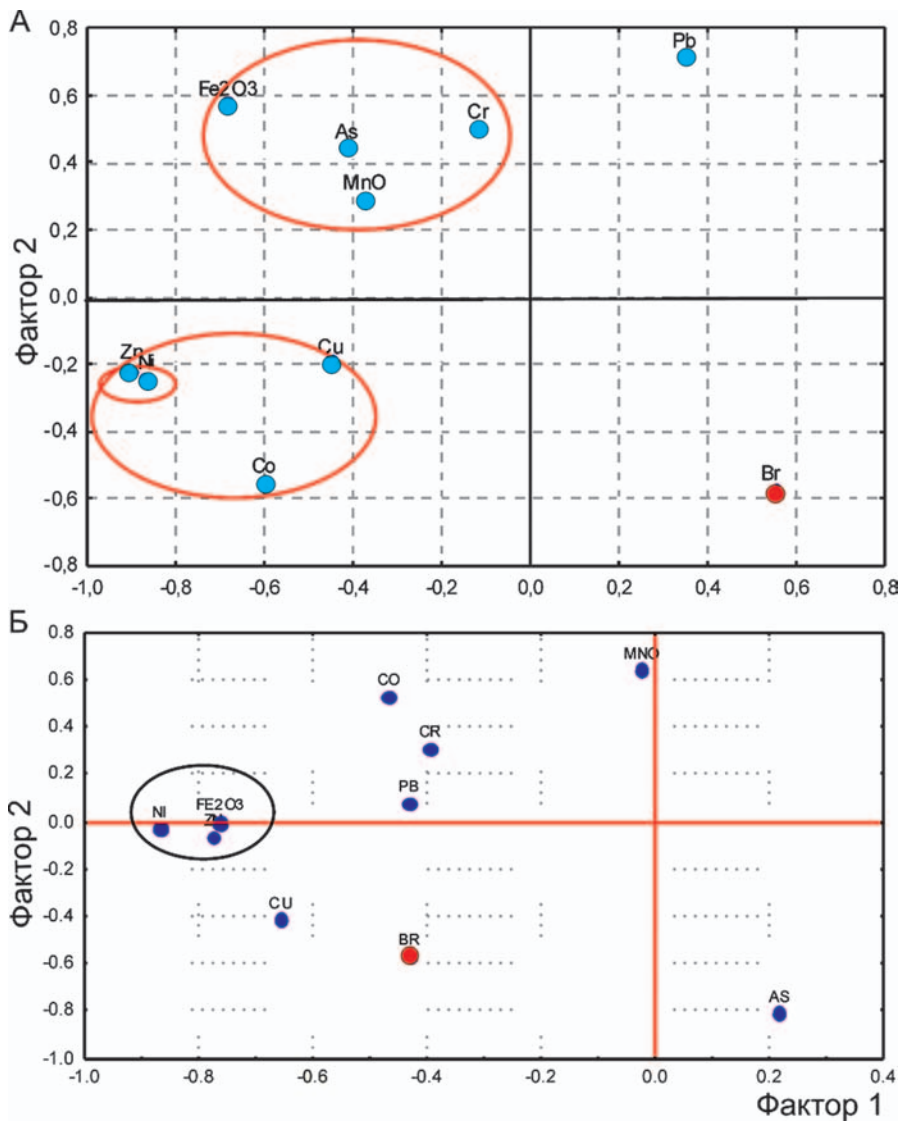 А
0,8
Pb
Fe2O3
0,6
Cr
As
0,4
MnO
0,2
Фактор 2
0,0
Zn
Ni
Cu
-0,2
-0,4
Co
Br
-0,6
-0,8
-1,0 -0,8 -0,6 -0,4 -0,2 0,0 0,2 0,4 0,6 0,8
Б
0.8
MNO
CO
0.6
0.4
CR
0.2
PB
FE2O3
NI
0.0
Фактор 2
-0.2
CU
-0.4
BR
-0.6
AS
-0.8
-1.0
-1.0 -0.8 -0.6 -0.4 -0.2 0.0 0.2 0.4
Фактор 1